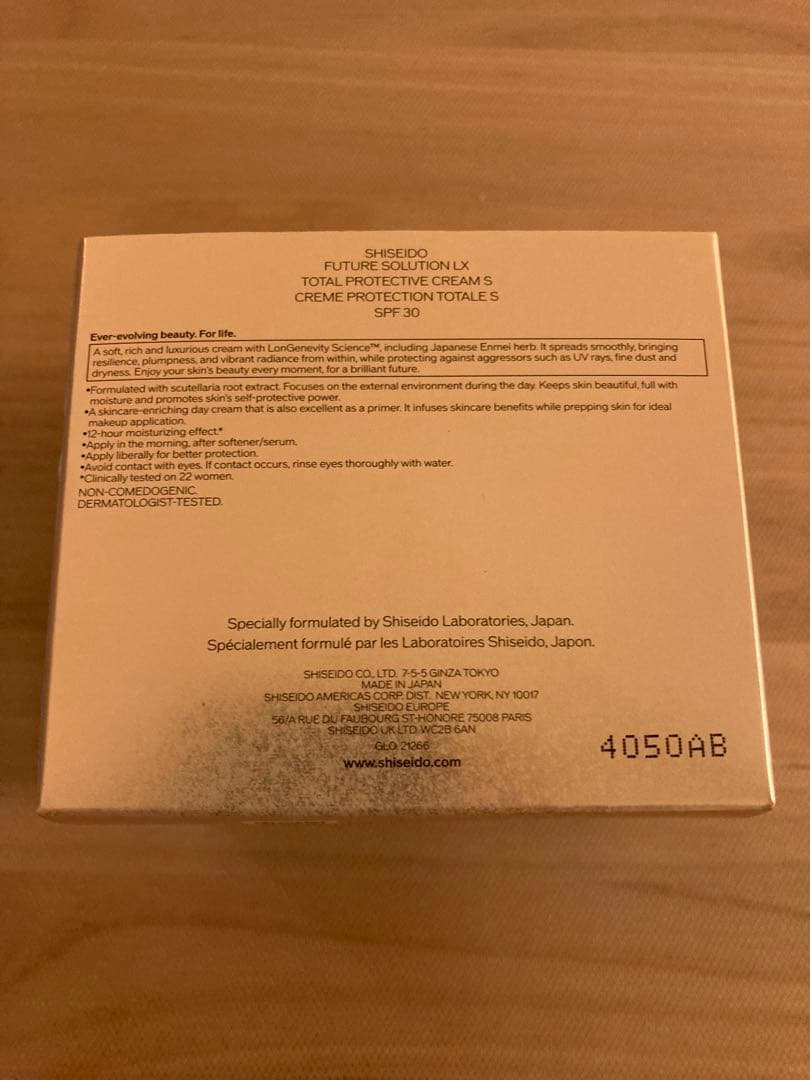 SHISEIDO
FUTURE SOLUTION LX
TOTAL PROTECTIVE CREAM S
CREME PROTECTION TOTALE S
SPF 30
Ever-evolving beauty. For life.
A soft, rich and luxurious cream with LonGenevity Science™, including Japanese Enmei herb. It spreads smoothly, bringing
resilience, plumpness, and vibrant radiance from within, while protecting against aggressors such as UV rays, fine dust and
dryness. Enjoy your skin's beauty every moment, for a brilliant future.
•Formulated with scutellaria root extract. Focuses on the external environment during the day. Keeps skin beautiful, full with
moisture and promotes skin's self-protective power.
•A skincare-enriching day cream that is also excellent as a primer. It infuses skincare benefits while prepping skin for ideal
makeup application.
•12-hour moisturizing effect.*
•Apply in the morning, after softener/serum.
•Apply liberally for better protection.
•Avoid contact with eyes. If contact occurs, rinse eyes thoroughly with water.
*Clinically tested on 22 women.
NON-COMEDOGENIC.
DERMATOLOGIST-TESTED.
Specially formulated by Shiseido Laboratories, Japan.
Spécialement formulé par les Laboratoires Shiseido, Japon.
SHISEIDO CO., LTD. 7-5-5 GINZA TOKYO
MADE IN JAPAN
SHISEIDO AMERICAS CORP. DIST. NEW YORK, NY 10017
SHISEIDO EUROPE
56/A RUE DU FAUBOURG ST-HONORE 75008 PARIS
SHISEIDO UK LTD. WC2B 6AN
GLO 21266
www.shiseido.com
4050AB